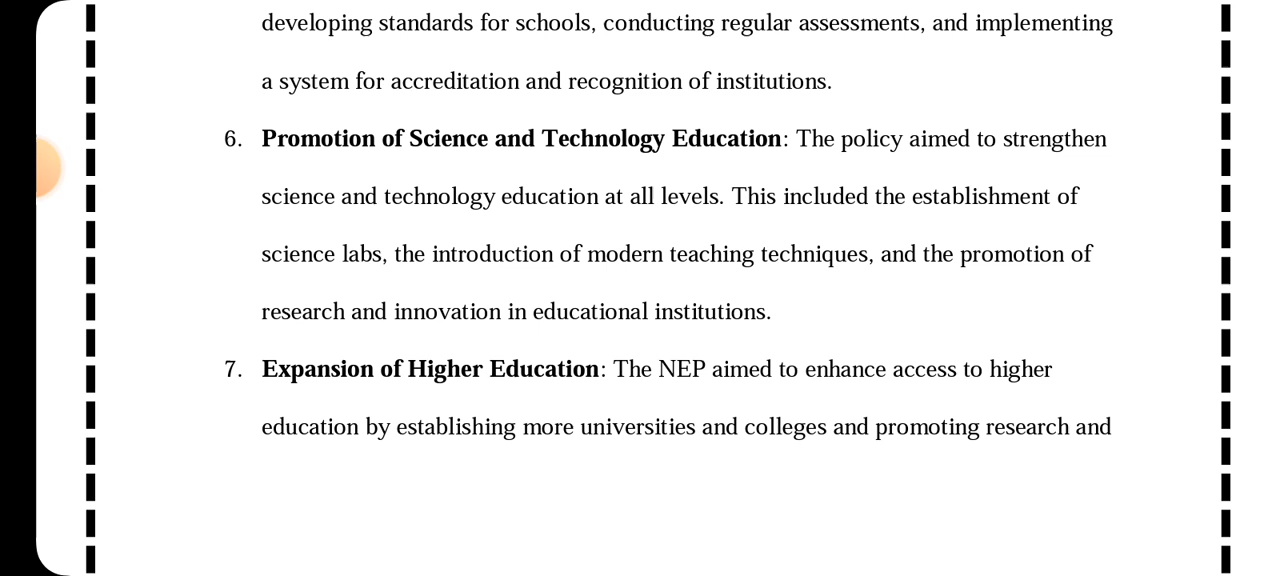 developing standards for schools, conducting regular assessments, and implementing
a system for accreditation and recognition of institutions.
6. Promotion of Science and Technology Education: The policy aimed to strengthen
science and technology education at all levels. This included the establishment of
science labs, the introduction of modern teaching techniques, and the promotion of
research and innovation in educational institutions.
7. Expansion of Higher Education: The NEP aimed to enhance access to higher
education by establishing more universities and colleges and promoting research and